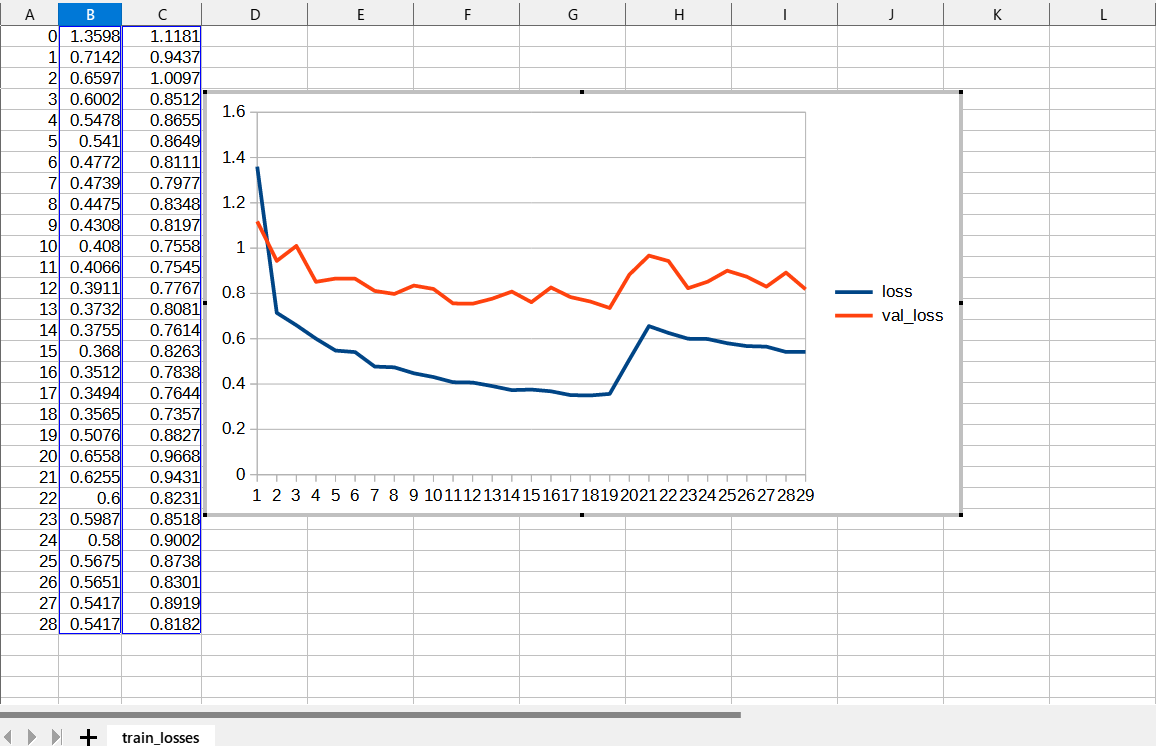 A B C D E F G H I J K L
0 1.3598 1.1181
1 0.7142 0.9437
2 0.6597 1.0097
3 0.6002 0.8512
4 0.5478 0.8655
5 0.541 0.8649
6 0.4772 0.8111
7 0.4739 0.7977
8 0.4475 0.8348
9 0.4308 0.8197
10 0.408 0.7558
11 0.4066 0.7545
12 0.3911 0.7767
13 0.3732 0.8081
14 0.3755 0.7614
15 0.368 0.8263
16 0.3512 0.7838
17 0.3494 0.7644
18 0.3565 0.7357
19 0.5076 0.8827
20 0.6558 0.9668
21 0.6255 0.9431
22 0.6 0.8231
23 0.5987 0.8518
24 0.58 0.9002
25 0.5675 0.8738
26 0.5651 0.8301
27 0.5417 0.8919
28 0.5417 0.8182
1.6
1.4
1.2
1
0.8
0.6
0.4
0.2
0
1 2 3 4 5 6 7 8 9 10 11 12 13 14 15 16 17 18 19 20 21 22 23 24 25 26 27 28 29
loss
val_loss
train_losses